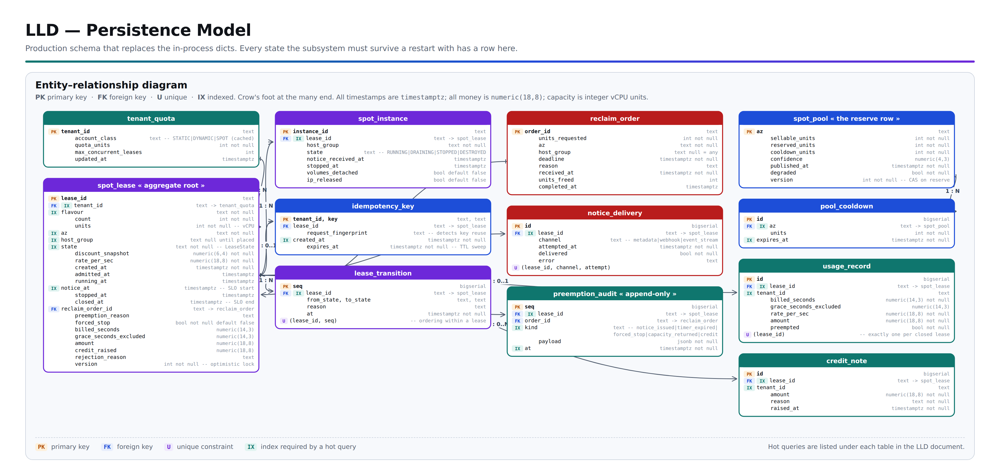 LLD — Persistence Model
Production schema that replaces the in-process dicts. Every state the subsystem must survive a restart with has a row here.
Entity–relationship diagram
PK primary key · FK foreign key · U unique · IX indexed. Crow's foot at the many end. All timestamps are timestamptz; all money is numeric(18,8); capacity is integer vCPU units.
tenant_quota
PK tenant_id text
account_class text -- STATIC|DYNAMIC|SPOT (cached)
quota_units int not null
max_concurrent_leases int
updated_at timestamptz
spot_lease « aggregate root »
PK lease_id text
FK IX tenant_id text -> tenant_quota
IX flavour text not null
count int not null
units int not null -- vCPU
IX az text not null
IX host_group text null until placed
IX state text not null -- LeaseState
discount_snapshot numeric(6,4) not null
rate_per_sec numeric(18,8) not null
created_at timestamptz not null
admitted_at timestamptz
running_at timestamptz
IX notice_at timestamptz -- SLO start
stopped_at timestamptz
closed_at timestamptz -- SLO end
FK reclaim_order_id text -> reclaim_order
preemption_reason text
forced_stop bool not null default false
billed_seconds numeric(14,3)
grace_seconds_excluded numeric(14,3)
amount numeric(18,8)
credit_raised numeric(18,8)
rejection_reason text
version int not null -- optimistic lock
: N
1 : N
: 0..1
1 : N
spot_instance
PK instance_id text
FK IX lease_id text -> spot_lease
host_group text not null
state text -- RUNNING|DRAINING|STOPPED|DESTROYED
notice_received_at timestamptz
stopped_at timestamptz
volumes_detached bool default false
ip_released bool default false
idempotency_key
PK tenant_id, key text, text
FK lease_id text -> spot_lease
request_fingerprint text -- detects key reuse
IX created_at timestamptz not null
expires_at timestamptz not null -- TTL sweep
lease_transition
PK seq bigserial
FK IX lease_id text -> spot_lease
from_state, to_state text, text
reason text
at timestamptz not null
U (lease_id, seq) -- ordering within a lease
: 0..1
: 0..N
reclaim_order
PK order_id text
units_requested int not null
az text not null
host_group text null = any
deadline timestamptz not null
reason text
received_at timestamptz not null
units_freed int
completed_at timestamptz
notice_delivery
PK id bigserial
FK IX lease_id text -> spot_lease
channel text -- metadata|webhook|event_stream
attempted_at timestamptz not null
delivered bool not null
error text
U (lease_id, channel, attempt)
preemption_audit « append-only »
PK seq bigserial
FK IX lease_id text -> spot_lease
FK order_id text -> reclaim_order
IX kind text -- notice_issued|timer_expired|
forced_stop|capacity_returned|credit
payload jsonb not null
IX at timestamptz not null
spot_pool « the reserve row »
PK az text
sellable_units int not null
reserved_units int not null
cooldown_units int not null
confidence numeric(4,3)
published_at timestamptz not null
degraded bool not null
version int not null -- CAS on reserve
1 : N
pool_cooldown
PK id bigserial
FK IX az text -> spot_pool
units int not null
IX expires_at timestamptz not null
usage_record
PK id bigserial
FK IX lease_id text -> spot_lease
IX tenant_id text
billed_seconds numeric(14,3) not null
grace_seconds_excluded numeric(14,3)
rate_per_sec numeric(18,8) not null
amount numeric(18,8) not null
preempted bool not null
U (lease_id) -- exactly one per closed lease
credit_note
PK id bigserial
FK IX lease_id text -> spot_lease
IX tenant_id text
amount numeric(18,8) not null
reason text not null
raised_at timestamptz not null
PK primary key FK foreign key U unique constraint IX index required by a hot query
Hot queries are listed under each table in the LLD document.